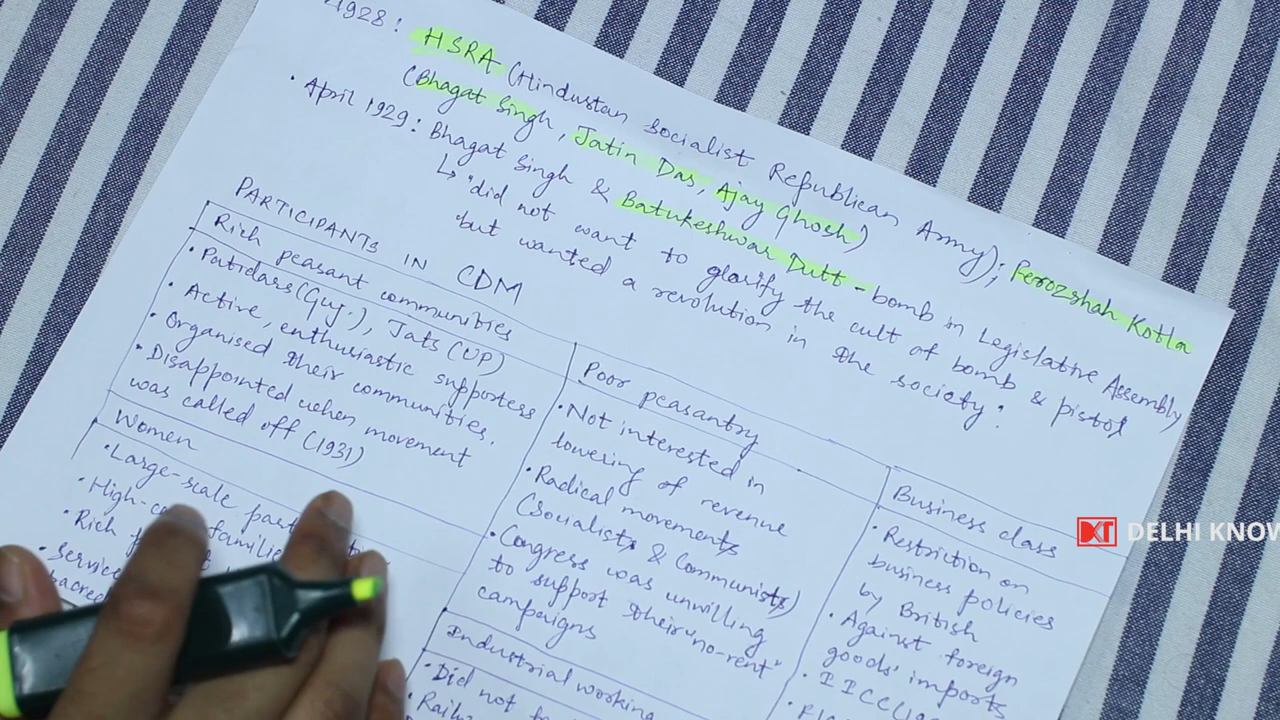 1928: HSRA (Hindustan Socialist Republican Army); Ferozshah Kotla
(Bhagat Singh, Jatin Das, Ajay Ghosh)
• April 1929: Bhagat Singh & Batukeshwar Dutt - bomb in Legislative Assembly
↳ "did not want to glorify the cult of bomb & pistol
but wanted a revolution in the society".
PARTICIPANTS IN CDM
Rich peasant communities
• Patidars (Guj.), Jats (UP)
• Active, enthusiastic supporters
• Organised their communities.
• Disappointed when movement
was called off (1931)
Poor peasantry
• Not interested in
lowering of revenue
• Radical movements
(Socialists & Communists)
• Congress was unwilling
to support their "no-rent"
campaigns
Business class
• Restriction on
business policies
by British
• Against foreign
goods' imports
• IICC
Women
• Large-scale
• High-
• Rich
• Service
Industrial working
• Did not
DELHI KNOW